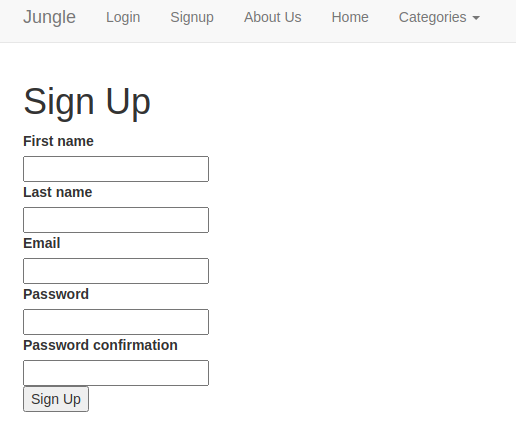 Jungle Login Signup About Us Home Categories
Sign Up
First name
Last name
Email
Password
Password confirmation
Sign Up